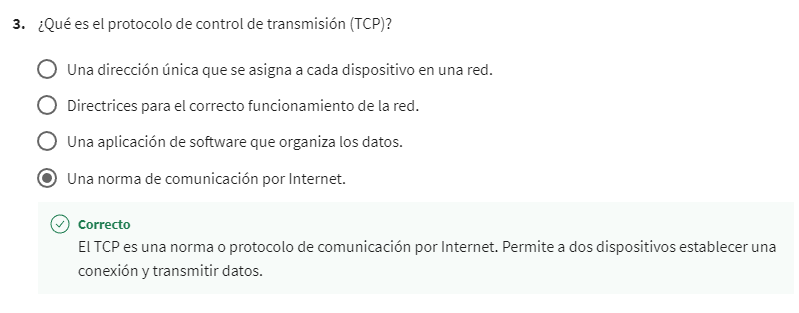 3. ¿Qué es el protocolo de control de transmisión (TCP)?
Una dirección única que se asigna a cada dispositivo en una red.
Directrices para el correcto funcionamiento de la red.
Una aplicación de software que organiza los datos.
Una norma de comunicación por Internet.
Correcto
El TCP es una norma o protocolo de comunicación por Internet. Permite a dos dispositivos establecer una
conexión y transmitir datos.